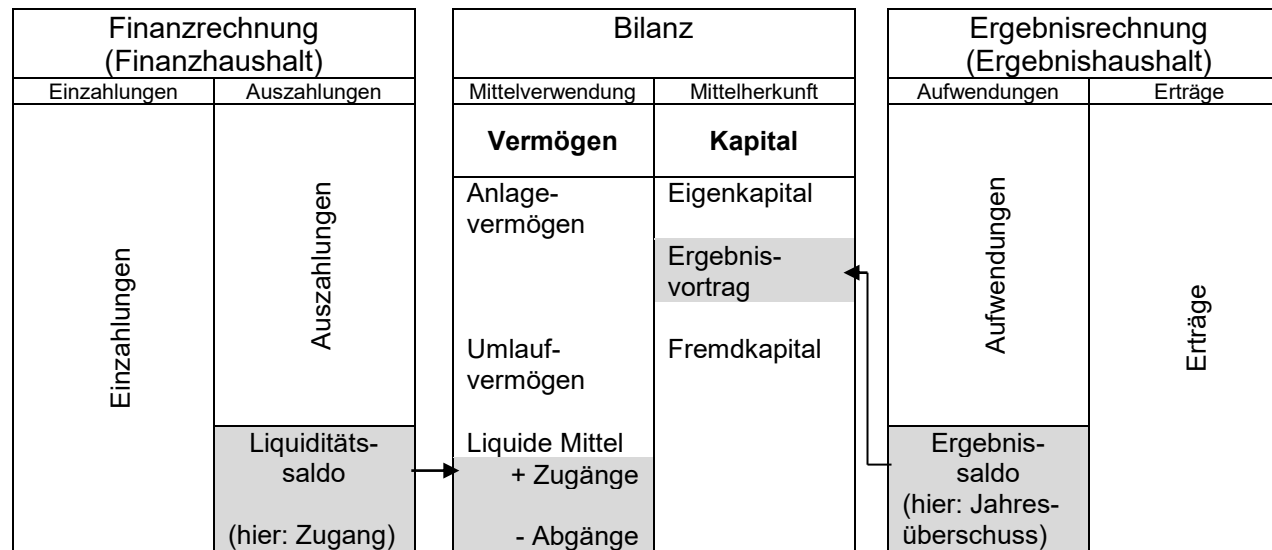 Finanzrechnung
(Finanzhaushalt)
Einzahlungen
Auszahlungen
Einzahlungen
Auszahlungen
Liquiditäts-
saldo
(hier: Zugang)
Bilanz
Mittelverwendung
Mittelherkunft
Vermögen
Kapital
Anlage-
vermögen
Umlauf-
vermögen
Liquide Mittel
+ Zugänge
- Abgänge
Eigenkapital
Ergebnis-
vortrag
Fremdkapital
Ergebnisrechnung
(Ergebnishaushalt)
Aufwendungen
Erträge
Aufwendungen
Ergebnis-
saldo
(hier: Jahres-
überschuss)
Erträge